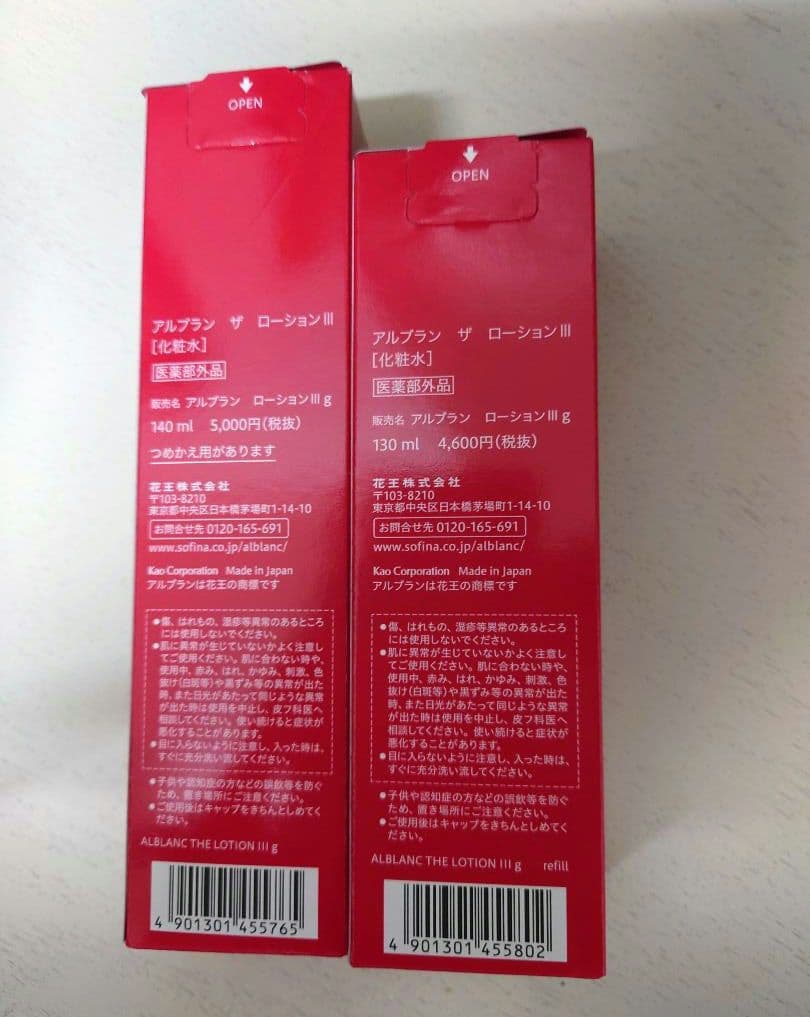 OPEN
アルブラン ザ ローションIII
[化粧水]
医薬部外品
販売名 アルブラン ローションIII g
140 ml 5,000円(税抜)
つめかえ用があります
花王株式会社
〒103-8210
東京都中央区日本橋茅場町1-14-10
お問合せ先 0120-165-691
www.sofina.co.jp/alblanc/
Kao Corporation Made in Japan
アルブランは花王の商標です
●傷、はれもの、湿疹等異常のあるところ
には使用しないでください。
●肌に異常が生じていないかよく注意し
てご使用ください。肌に合わない時や、
使用中、赤み、はれ、かゆみ、刺激、色
抜け(白斑等)や黒ずみ等の異常が出た
時、また日光があたって同じような異常
が出た時は使用を中止し、皮フ科医へ
相談してください。使い続けると症状が
悪化することがあります。
●目に入らないように注意し、入った時は、
すぐに充分洗い流してください。
●子供や認知症の方などの誤飲等を防ぐ
ため、置き場所にご注意ください。
●ご使用後はキャップをきちんとしめてく
ださい。
ALBLANC THE LOTION III g
4 901301 455765
OPEN
アルブラン ザ ローションIII
[化粧水]
医薬部外品
販売名 アルブラン ローションIII g
130 ml 4,600円(税抜)
花王株式会社
〒103-8210
東京都中央区日本橋茅場町1-14-10
お問合せ先 0120-165-691
www.sofina.co.jp/alblanc/
Kao Corporation Made in Japan
アルブランは花王の商標です
●傷、はれもの、湿疹等異常のあるところ
には使用しないでください。
●肌に異常が生じていないかよく注意し
てご使用ください。肌に合わない時や、
使用中、赤み、はれ、かゆみ、刺激、色
抜け(白斑等)や黒ずみ等の異常が出た
時、また日光があたって同じような異常
が出た時は使用を中止し、皮フ科医へ
相談してください。使い続けると症状が
悪化することがあります。
●目に入らないように注意し、入った時は、
すぐに充分洗い流してください。
●子供や認知症の方などの誤飲等を防ぐ
ため、置き場所にご注意ください。
●ご使用後はキャップをきちんとしめてく
ださい。
ALBLANC THE LOTION III g refill
4 901301 455802